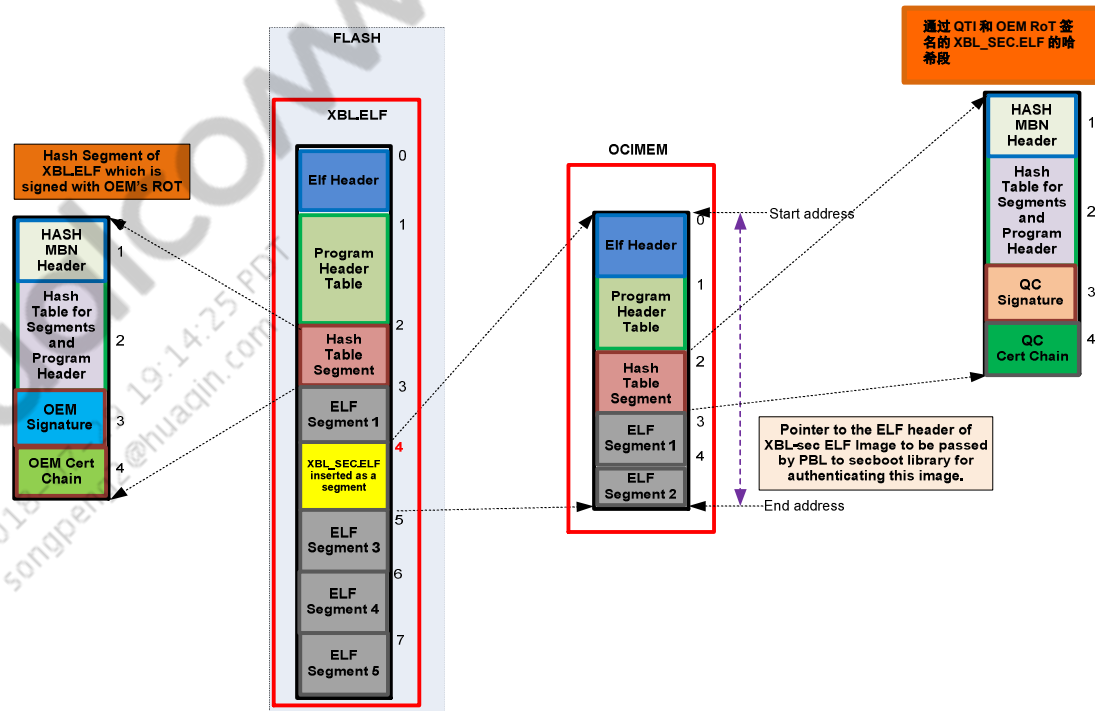 FLASH
XBL.ELF
Hash Segment of
XBL.ELF which is
signed with OEM's ROT
HASH
MBN
Header
1
Hash
Table for
Segments
and
Program
Header
2
OEM
Signature
3
OEM Cert
Chain
4
0
Elf Header
1
Program
Header
Table
2
Hash
Table
Segment
3
ELF
Segment 1
4
XBL_SEC.ELF
inserted as a
segment
5
ELF
Segment 3
6
ELF
Segment 4
7
ELF
Segment 5
OCIMEM
Start address
0
Elf Header
1
Program
Header
Table
2
Hash
Table
Segment
3
ELF
Segment 1
4
ELF
Segment 2
End address
通过 QTI 和 OEM RoT 签
名的 XBL_SEC.ELF 的哈
希段
HASH
MBN
Header
1
Hash
Table for
Segments
and
Program
Header
2
QC
Signature
3
QC
Cert Chain
4
Pointer to the ELF header of
XBL-sec ELF Image to be passed
by PBL to secboot library for
authenticating this image.
19:14:25 PDT
@huaqin.com